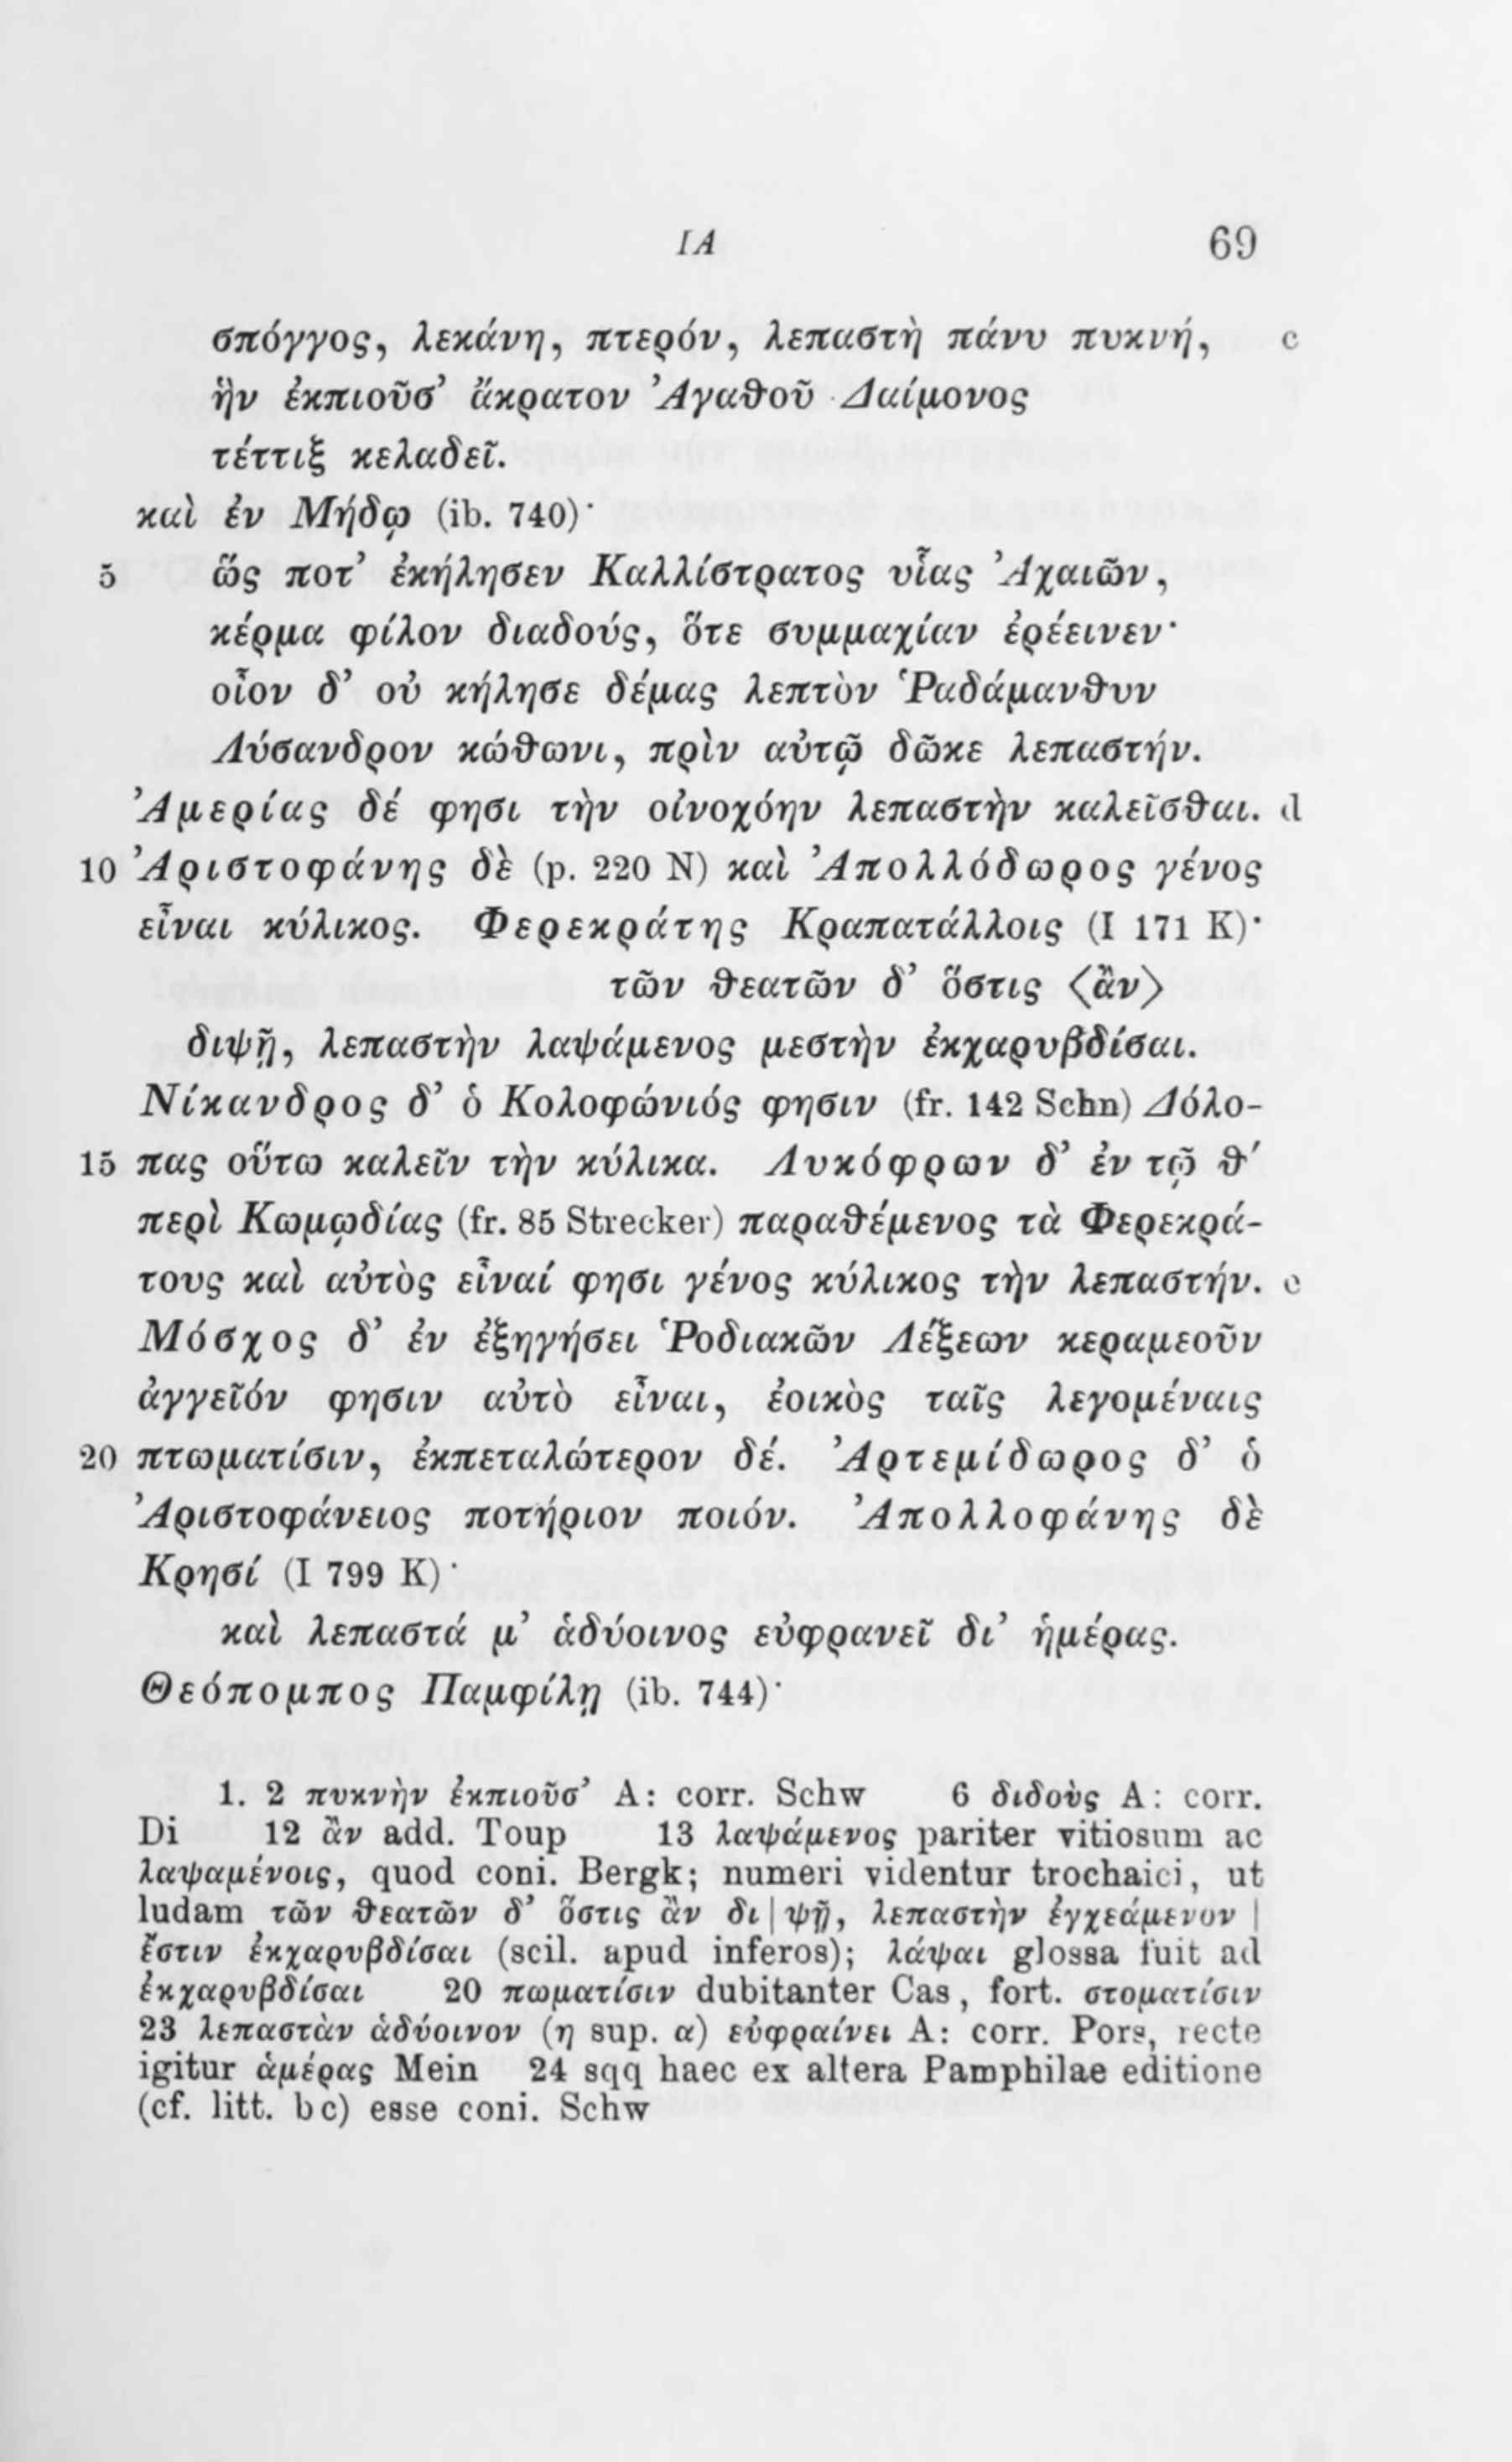 ΙΑ 69
σπόγγος, λεκάνη, πτερόν, λεπαστὴ πάνυ πυκνή, c
ἣν ἐκπιοῦσ’ ἄκρατον Ἀγαθοῦ Δαίμονος
τέττιξ κελαδεῖ.
καὶ ἐν Μήδῳ (ib. 740)·
5 ὥς ποτ’ ἐκήλησεν Καλλίστρατος υἷας Ἀχαιῶν,
κέρμα φίλον διαδούς, ὅτε συμμαχίαν ἐρέεινεν·
οἷον δ’ οὐ κήλησε δέμας λεπτὸν Ῥαδάμανθυν
Λύσανδρον κώθωνι, πρὶν αὐτῷ δῶκε λεπαστήν.
Ἀμερίας δέ φησι τὴν οἰνοχόην λεπαστὴν καλεῖσθαι. d
10 Ἀριστοφάνης δὲ (p. 220 N) καὶ Ἀπολλόδωρος γένος
εἶναι κύλικος. Φερεκράτης Κραπατάλλοις (I 171 K)·
τῶν θεατῶν δ’ ὅστις ⟨ἂν⟩
διψῇ, λεπαστὴν λαψάμενος μεστὴν ἐκχαρυβδίσαι.
Νίκανδρος δ’ ὁ Κολοφώνιός φησιν (fr. 142 Schn) Δόλο-
15 πας οὕτω καλεῖν τὴν κύλικα. Λυκόφρων δ’ ἐν τῷ θ′
περὶ Κωμῳδίας (fr. 85 Strecker) παραθέμενος τὰ Φερεκρά-
τους καὶ αὐτὸς εἶναί φησι γένος κύλικος τὴν λεπαστήν. e
Μόσχος δ’ ἐν ἐξηγήσει Ῥοδιακῶν Λέξεων κεραμεοῦν
ἀγγεῖόν φησιν αὐτὸ εἶναι, ἐοικὸς ταῖς λεγομέναις
20 πτωματίσιν, ἐκπεταλώτερον δέ. Ἀρτεμίδωρος δ’ ὁ
Ἀριστοφάνειος ποτήριον ποιόν. Ἀπολλοφάνης δὲ
Κρησί (I 799 K)·
καὶ λεπαστά μ’ ἁδύοινος εὐφρανεῖ δι’ ἡμέρας.
Θεόπομπος Παμφίλῃ (ib. 744)·
1. 2 πυκνὴν ἐκπιοῦσ’ A: corr. Schw 6 διδοὺς A: corr.
Di 12 ἂν add. Toup 13 λαψάμενος pariter vitiosum ac
λαψαμένοις, quod coni. Bergk; numeri videntur trochaici, ut
ludam τῶν θεατῶν δ’ ὅστις ἂν δι|ψῇ, λεπαστὴν ἐγχεάμενον |
ἔστιν ἐκχαρυβδίσαι (scil. apud inferos); λάψαι glossa fuit ad
ἐκχαρυβδίσαι 20 πωματίσιν dubitanter Cas, fort. στοματίσιν
23 λεπαστὰν ἁδύοινον (η sup. α) εὐφραίνει A: corr. Pors, recte
igitur ἁμέρας Mein 24 sqq haec ex altera Pamphilae editione
(cf. litt. bc) esse coni. Schw